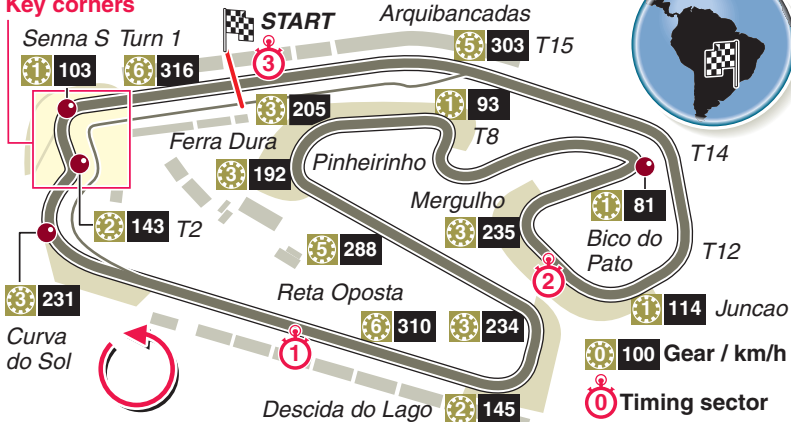 Key corners
START
Arquibancadas
Senna S Turn 1
3
5 303 T15
1 103
6 316
3 205
1 93
Ferra Dura
T8
T14
Pinheirinho
3 192
Mergulho
1 81
2 143 T2
3 235
Bico do
Pato
T12
5 288
2
3 231
Reta Oposta
1 114 Juncao
6 310
3 234
Curva
do Sol
1
0 100 Gear / km/h
Descida do Lago 2 145
0 Timing sector